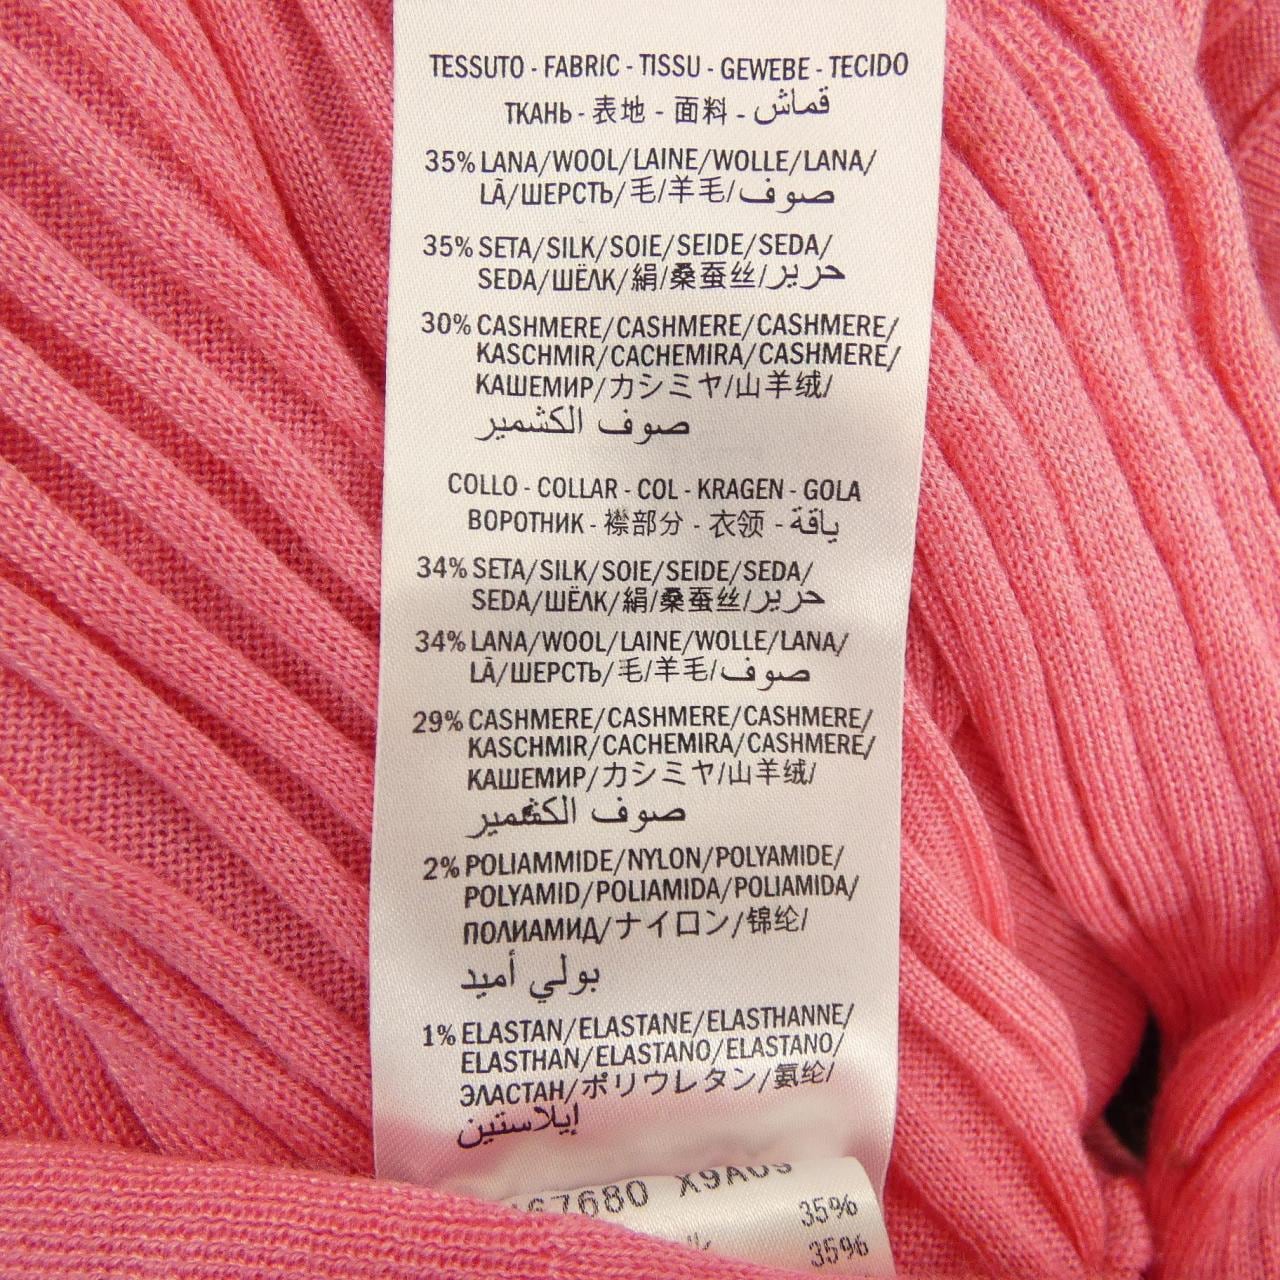 TESSUTO - FABRIC - TISSU - GEWEBE - TECIDO
ТКАНЬ - 表地 - 面料 - قماش
35% LANA/WOOL/LAINE/WOLLE/LANA/
LÃ/ШЕРСТЬ/毛/羊毛/صوف
35% SETA/SILK/SOIE/SEIDE/SEDA/
SEDA/ШЁЛК/絹/桑蚕丝/حرير
30% CASHMERE/CASHMERE/CASHMERE/
KASCHMIR/CACHEMIRA/CASHMERE/
КАШЕМИР/カシミヤ/山羊绒/
صوف الكشمير
COLLO - COLLAR - COL - KRAGEN - GOLA
ВОРОТНИК - 襟部分 - 衣领 - ياقة
34% SETA/SILK/SOIE/SEIDE/SEDA/
SEDA/ШЁЛК/絹/桑蚕丝/حرير
34% LANA/WOOL/LAINE/WOLLE/LANA/
LÃ/ШЕРСТЬ/毛/羊毛/صوف
29% CASHMERE/CASHMERE/CASHMERE/
KASCHMIR/CACHEMIRA/CASHMERE/
КАШЕМИР/カシミヤ/山羊绒/
صوف الكشمير
2% POLIAMMIDE/NYLON/POLYAMIDE/
POLYAMID/POLIAMIDA/POLIAMIDA/
ПОЛИАМИД/ナイロン/锦纶/
بولي أميد
1% ELASTAN/ELASTANE/ELASTHANNE/
ELASTHAN/ELASTANO/ELASTANO/
ЭЛАСТАН/ポリウレタン/氨纶/
إيلاستين
67680 X9A09
35%
35%